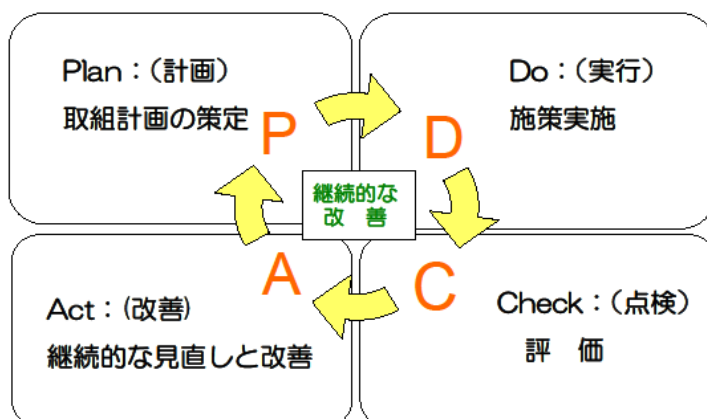 Plan：(計画)
取組計画の策定
P
Do：(実行)
施策実施
D
継続的な
改　善
A
Act：(改善)
継続的な見直しと改善
C
Check：(点検)
評　価